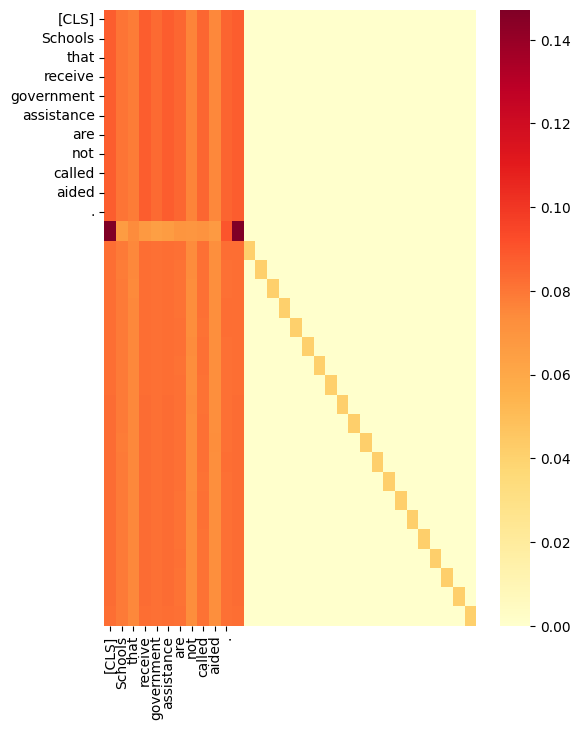 [CLS]
Schools
that
receive
government
assistance
are
not
called
aided
.
0.14
0.12
0.10
0.08
0.06
0.04
0.02
0.00
[CLS]
Schools
that
receive
government
assistance
are
not
called
aided
.